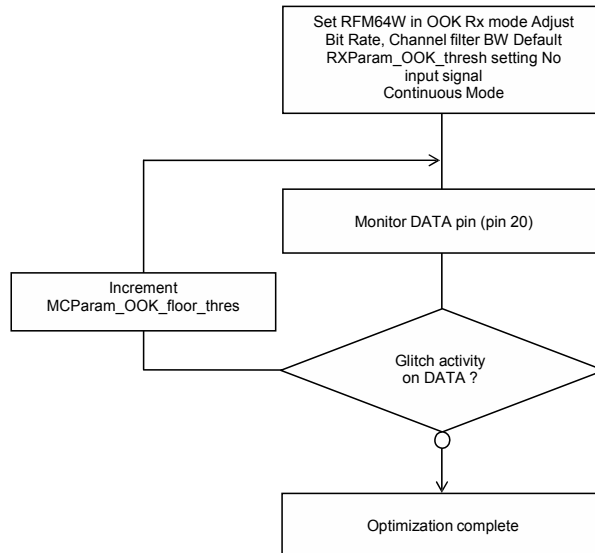 Set RFM64W in OOK Rx mode Adjust
Bit Rate, Channel filter BW Default
RXParam_OOK_thresh setting No
input signal
Continuous Mode
Monitor DATA pin (pin 20)
Increment
MCParam_OOK_floor_thres
Glitch activity
on DATA ?
Optimization complete